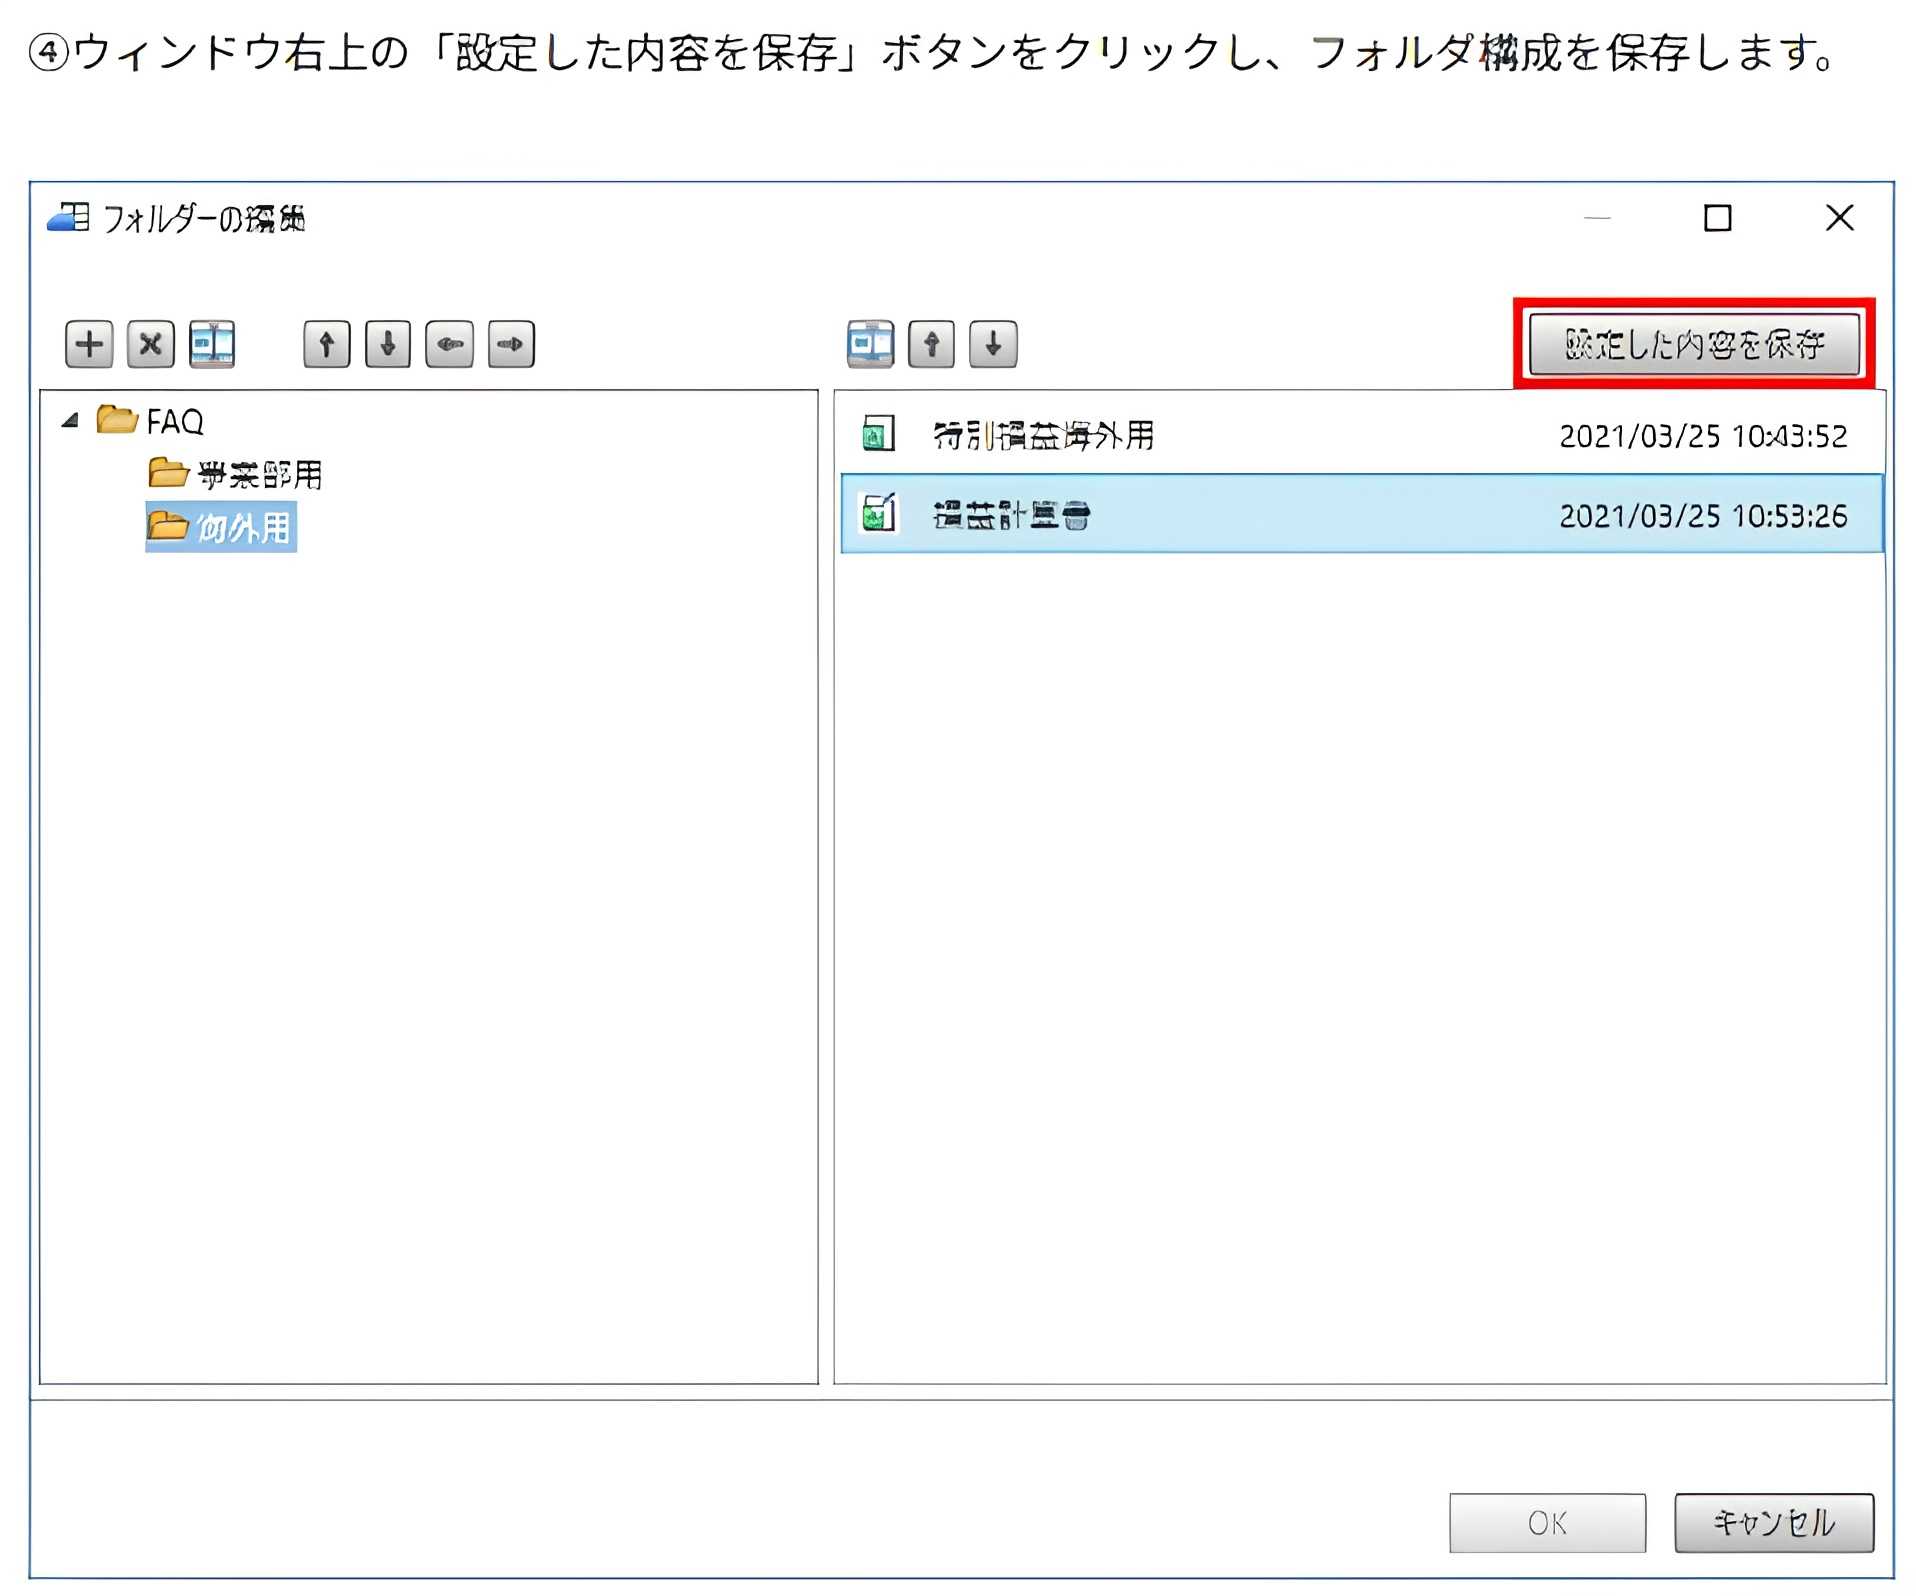 ④ウィンドウ右上の「設定した内容を保存」ボタンをクリックし、フォルダ構成を保存します。
フォルダーの編集
設定した内容を保存
FAQ
事業部用
海外用
特別損益海外用 2021/03/25 10:43:52
損益計算書 2021/03/25 10:53:26
OK
キャンセル